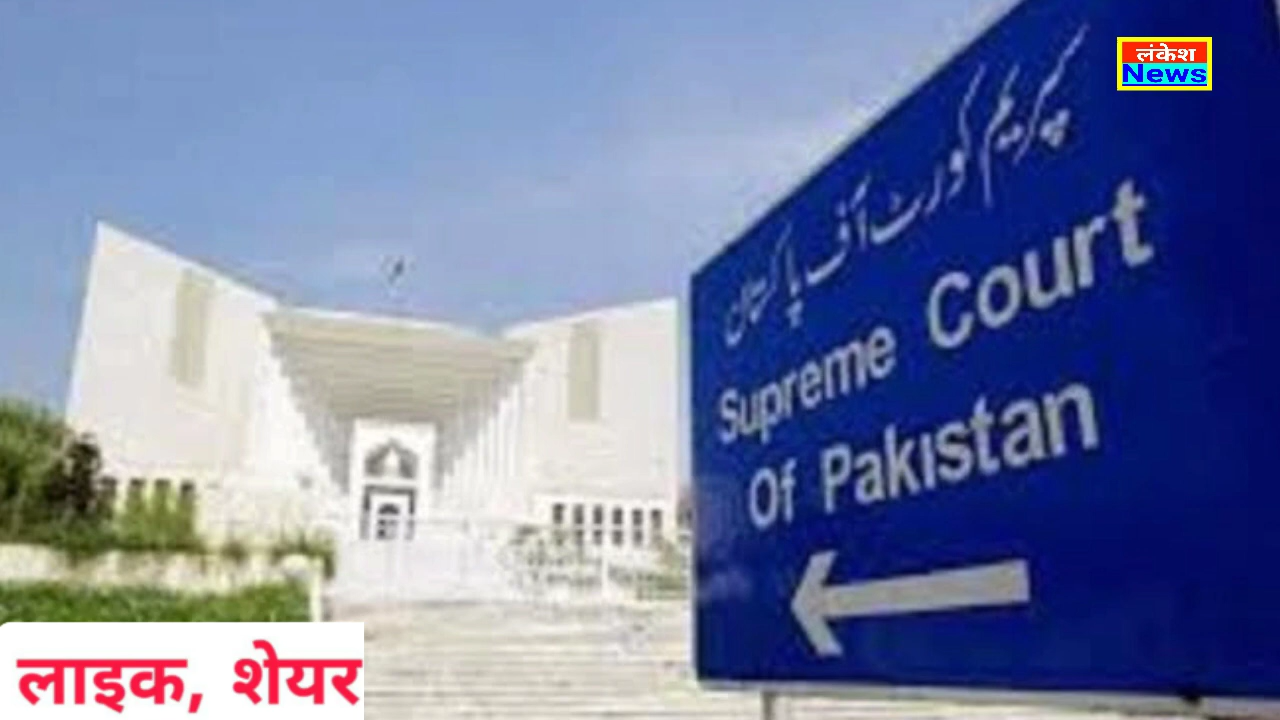 लंकेश
News
سپریم کورٹ آف پاکستان
Supreme Court
Of Pakistan
लाइक, शेयर